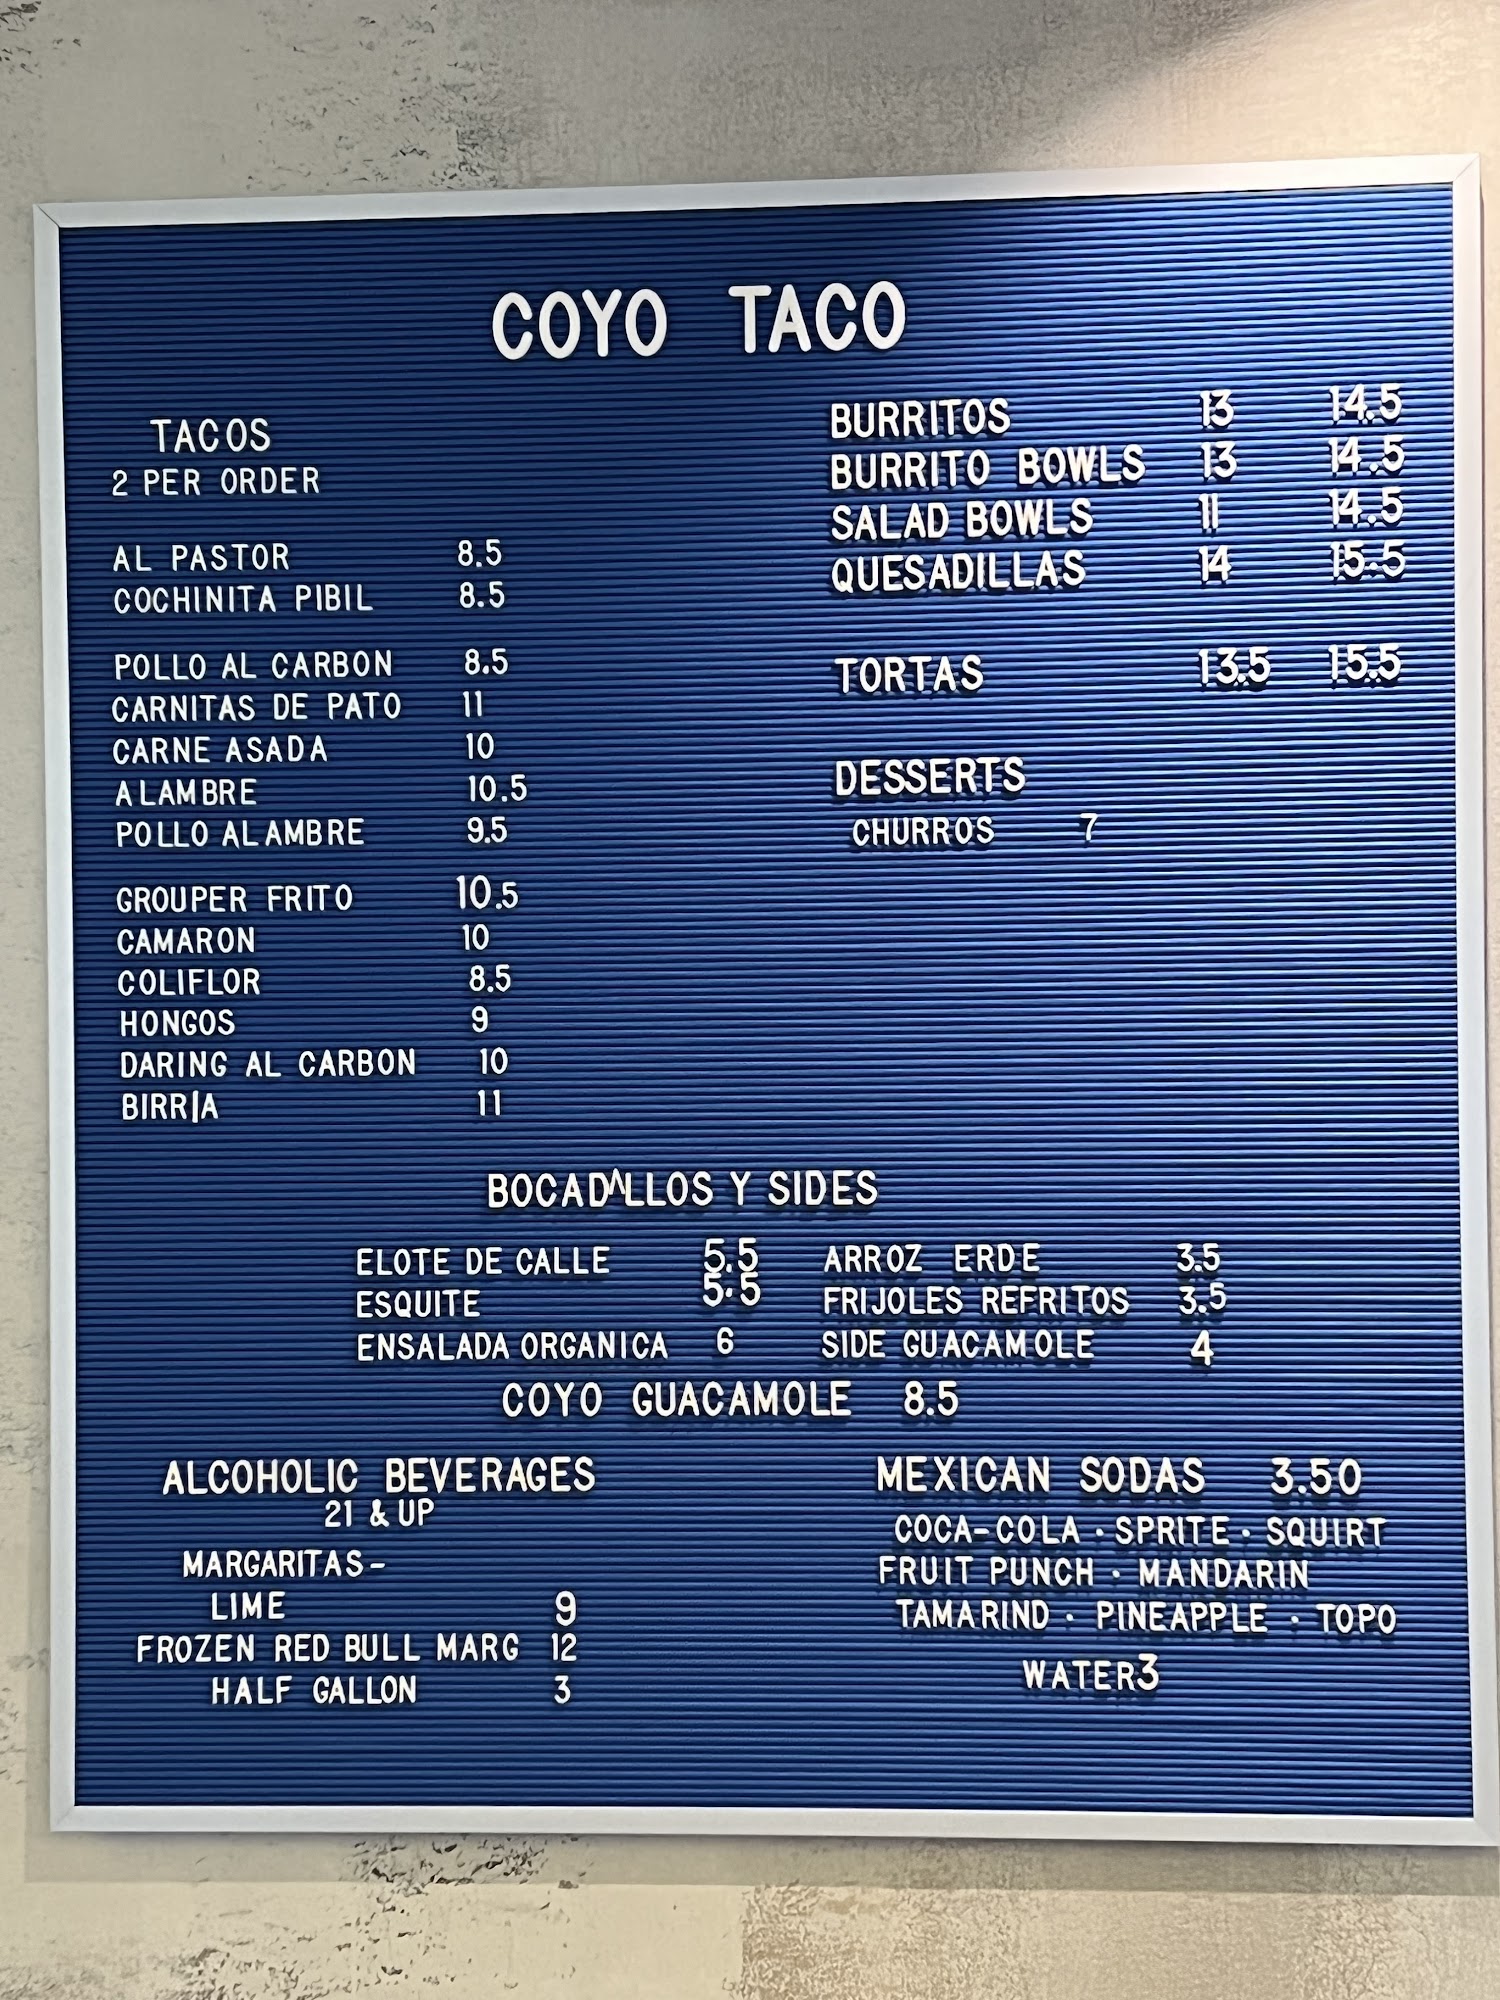 COYO TACO
TACOS
2 PER ORDER
AL PASTOR 8.5
COCHINITA PIBIL 8.5
POLLO AL CARBON 8.5
CARNITAS DE PATO 11
CARNE ASADA 10
ALAMBRE 10.5
POLLO ALAMBRE 9.5
GROUPER FRITO 10.5
CAMARON 10
COLIFLOR 8.5
HONGOS 9
DARING AL CARBON 10
BIRRIA 11
BURRITOS 13 14.5
BURRITO BOWLS 13 14.5
SALAD BOWLS 11 14.5
QUESADILLAS 14 15.5
TORTAS 13.5 15.5
DESSERTS
CHURROS 7
BOCADΛLLOS Y SIDES
ELOTE DE CALLE 5.5
ESQUITE 5.5
ENSALADA ORGANICA 6
ARROZ ERDE 3.5
FRIJOLES REFRITOS 3.5
SIDE GUACAMOLE 4
COYO GUACAMOLE 8.5
ALCOHOLIC BEVERAGES
21 & UP
MARGARITAS-
LIME 9
FROZEN RED BULL MARG 12
HALF GALLON 3
MEXICAN SODAS 3.50
COCA-COLA · SPRITE · SQUIRT
FRUIT PUNCH · MANDARIN
TAMARIND · PINEAPPLE · TOPO
WATER3